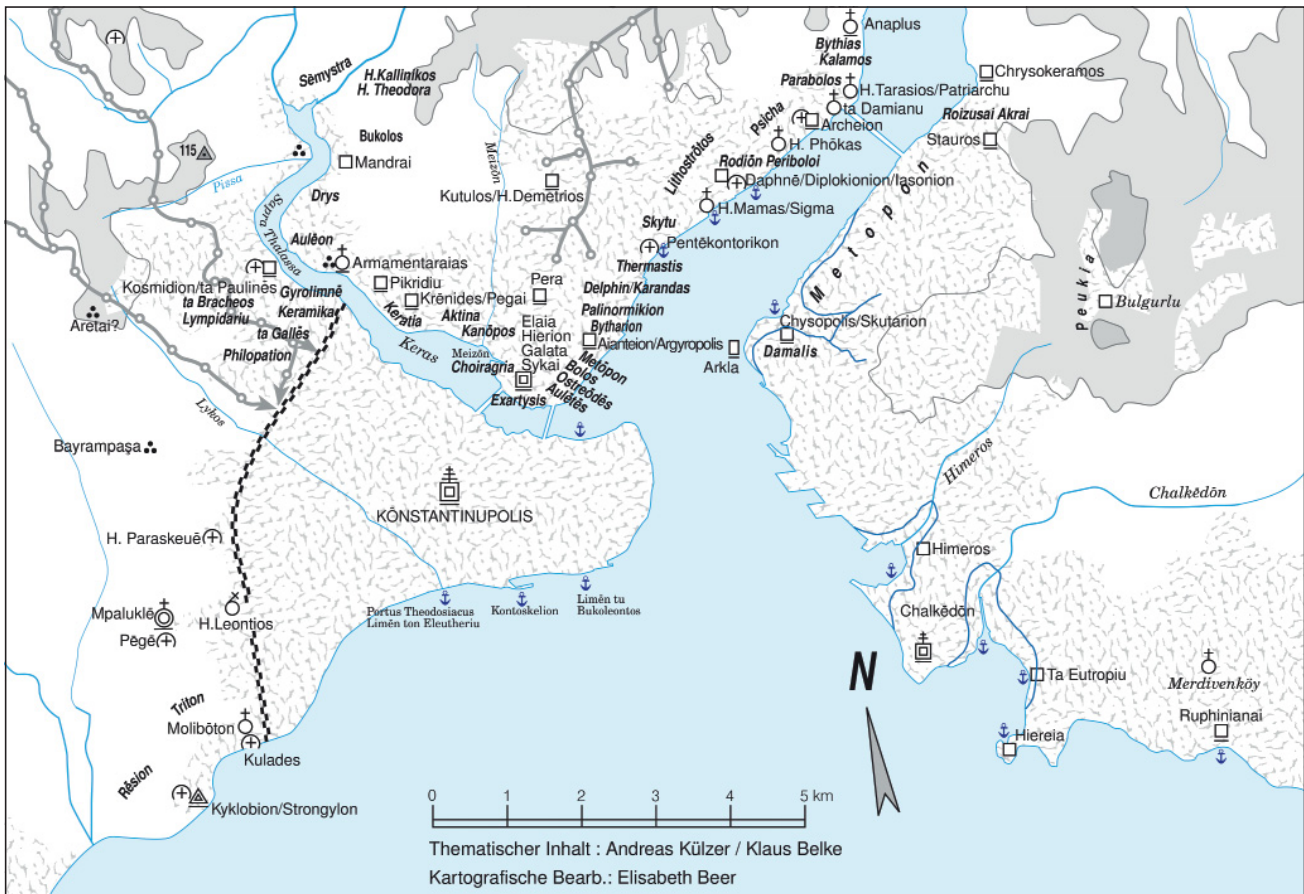 Anaplus
Bythias
Kalamos
Parabolos
H.Tarasios/Patriarchu
ta Damianu
Chrysokeramos
Roizusai Akrai
Stauros
Sēmystra
H.Kallinikos
H. Theodora
Bukolos
Mandrai
Meizōn
Psicha
Archeion
H. Phōkas
115
Pissa
Drys
Sapra Thalassa
Kutulos/H.Demētrios
Lithostrōtos
Rodiōn Periboloi
Daphnē/Diplokionion/Iasonion
H.Mamas/Sigma
Metopon
Skytu
Pentēkontorikon
Thermastis
Aulēon
Armamentaraias
Kosmidion/ta Paulinēs
ta Bracheos
Lympidariu
Gyrolimnē
Keramika
ta Gallēs
Philopation
Aretai?
Pikridiu
Krēnides/Pegai
Keratia
Aktina
Kanōpos
Pera
Delphin/Karandas
Palinormikion
Bytharion
Aianteion/Argyropolis
Elaia
Hierion
Galata
Sykai
Keras
Meizōn
Choiragria
Exartysis
Metōpon
Bolos
Ostreōdēs
Aulētēs
Arkla
Chysopolis/Skutarion
Damalis
Peukia
Bulgurlu
Lykos
Bayrampaşa
KŌNSTANTINUPOLIS
Himeros
Chalkēdōn
H. Paraskeuē
Himeros
Mpaluklē
H.Leontios
Pēgē
Portus Theodosiacus
Limēn ton Eleutheriu
Kontoskelion
Limēn tu
Bukoleontos
Chalkēdōn
N
Ta Eutropiu
Merdivenköy
Ruphinianai
Hiereia
Triton
Molibōton
Kulades
Rēsion
Kyklobion/Strongylon
0 1 2 3 4 5 km
Thematischer Inhalt : Andreas Külzer / Klaus Belke
Kartografische Bearb.: Elisabeth Beer